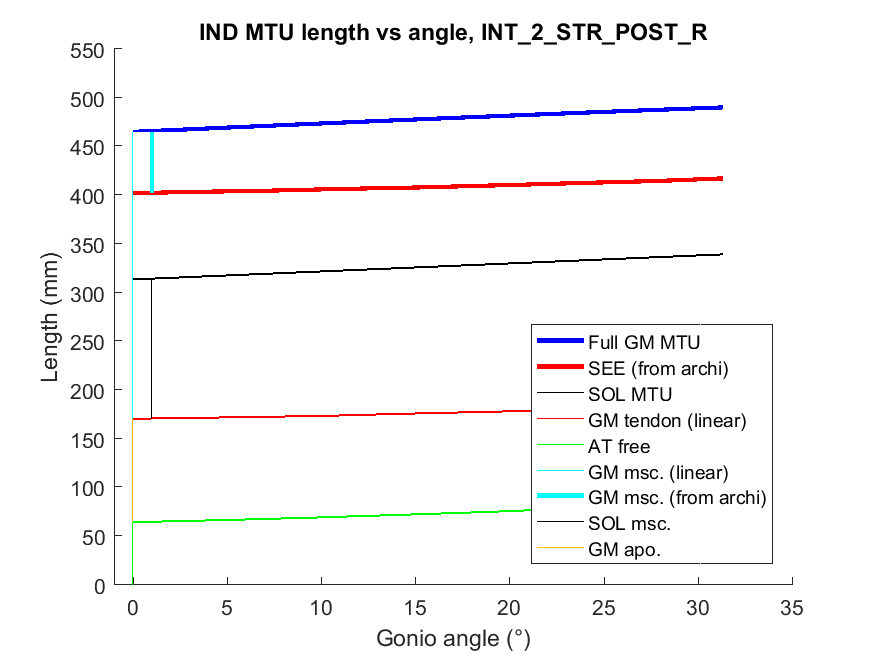 IND MTU length vs angle, INT_2_STR_POST_R
550
500
450
400
350
300
250
200
150
100
50
0
Length (mm)
Full GM MTU
SEE (from archi)
SOL MTU
GM tendon (linear)
AT free
GM msc. (linear)
GM msc. (from archi)
SOL msc.
GM apo.
0 5 10 15 20 25 30 35
Gonio angle (°)